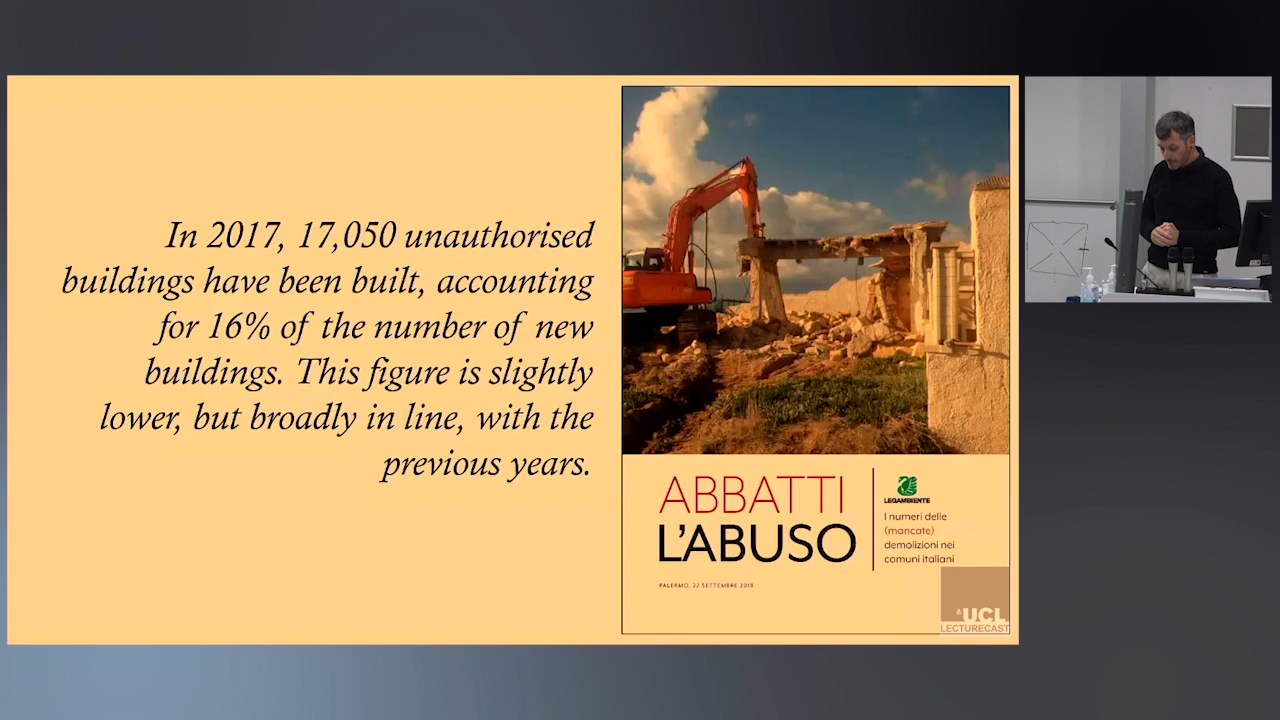 In 2017, 17,050 unauthorised
buildings have been built, accounting
for 16% of the number of new
buildings. This figure is slightly
lower, but broadly in line, with the
previous years.
ABBATTI
L'ABUSO
PALERMO, 22 SETTEMBRE 2018
LEGAMBIENTE
I numeri delle
(mancate)
demolizioni nei
comuni italiani
UCL
LECTURECAST